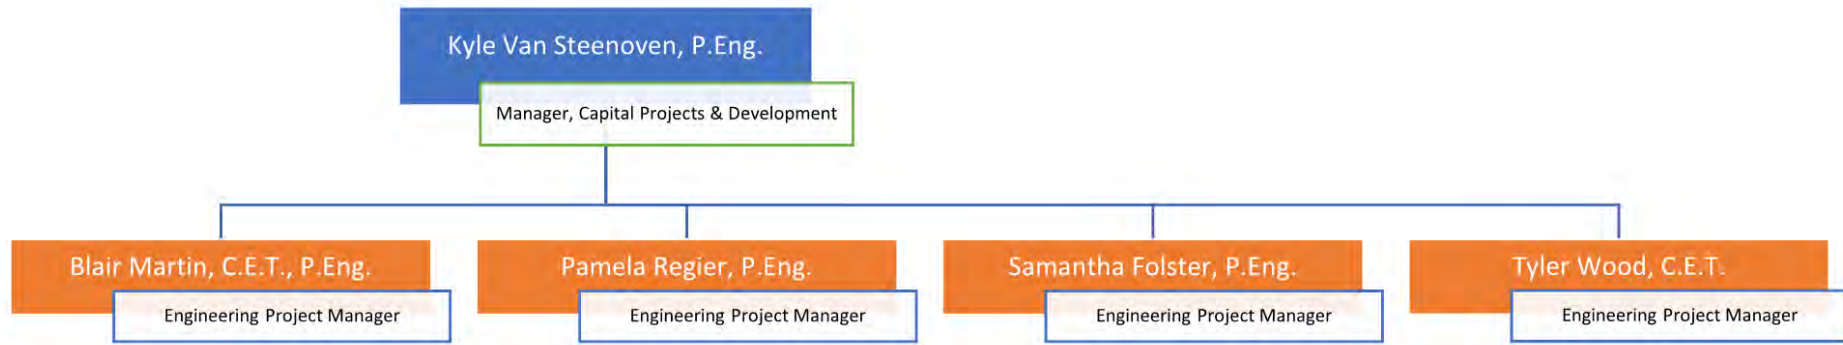 Kyle Van Steenoven, P.Eng.
Manager, Capital Projects & Development
Blair Martin, C.E.T., P.Eng.
Engineering Project Manager
Pamela Regier, P.Eng.
Engineering Project Manager
Samantha Folster, P.Eng.
Engineering Project Manager
Tyler Wood, C.E.T.
Engineering Project Manager